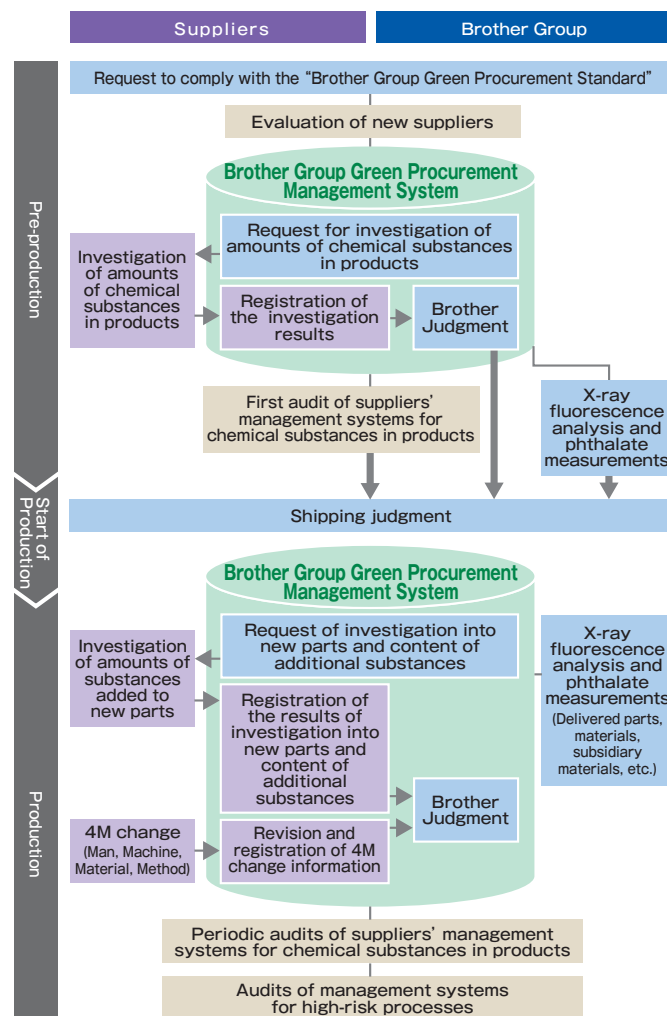 Suppliers
Brother Group
Pre-production
Request to comply with the “Brother Group Green Procurement Standard”
Evaluation of new suppliers
Brother Group Green Procurement
Management System
Request for investigation of
amounts of chemical substances
in products
Investigation
of amounts
of chemical
substances
in products
Registration of
the investigation
results
Brother
Judgment
First audit of suppliers’
management systems for
chemical substances in products
X-ray
fluorescence
analysis and
phthalate
measurements
Start of
Production
Shipping judgment
Production
Brother Group Green Procurement
Management System
Request of investigation into
new parts and content of
additional substances
Investigation
of amounts of
substances
added to
new parts
Registration of
the results of
investigation into
new parts and
content of
additional
substances
X-ray
fluorescence
analysis and
phthalate
measurements
(Delivered parts,
materials,
subsidiary
materials, etc.)
Brother
Judgment
4M change
(Man, Machine,
Material, Method)
Revision and
registration of 4M
change information
Periodic audits of suppliers’ management
systems for chemical substances in products
Audits of management systems
for high-risk processes